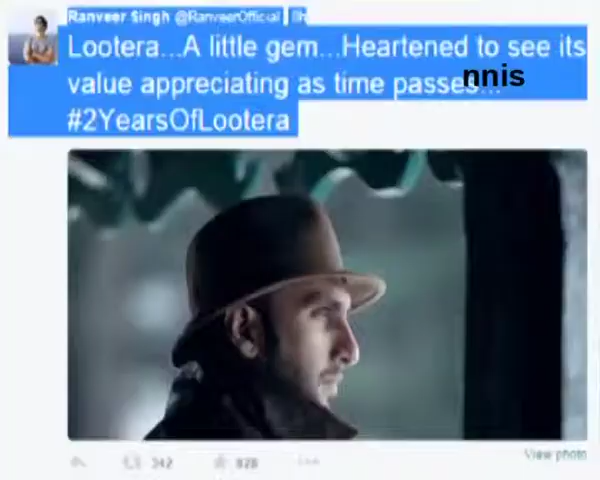 Ranveer Singh @RanveerOfficial
Lootera...A little gem...Heartened to see its
value appreciating as time passes...
nnis
#2YearsOfLootera
342 828
View photo